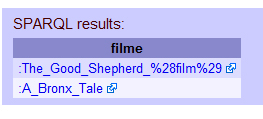 SPARQL results:
filme
:The_Good_Shepherd_%28film%29
:A_Bronx_Tale